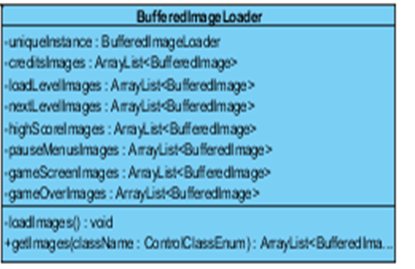 BufferedImageLoader
-uniqueInstance : BufferedImageLoader
-creditsImages : ArrayList<BufferedImage>
-loadLevelImages : ArrayList<BufferedImage>
-nextLevelImages : ArrayList<BufferedImage>
-highScoreImages : ArrayList<BufferedImage>
-pauseMenusImages : ArrayList<BufferedImage>
-gameScreenImages : ArrayList<BufferedImage>
-gameOverImages : ArrayList<BufferedImage>
-loadImages() : void
+getImages(className : ControlClassEnum) : ArrayList<BufferedIma...